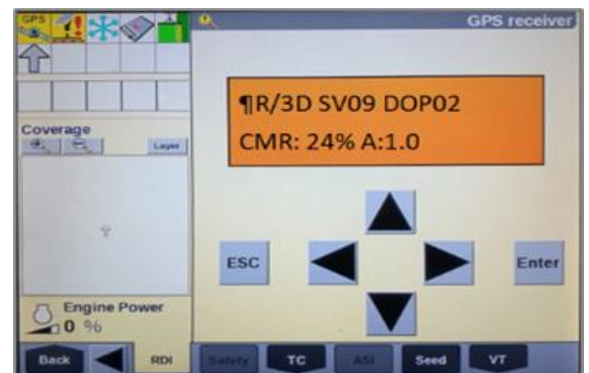 GPS
GPS receiver
¶R/3D SV09 DOP02
CMR: 24% A:1.0
Coverage
Layer
ESC
Enter
Engine Power
0 %
Back
RDI
Safety
TC
ASI
Seed
VT